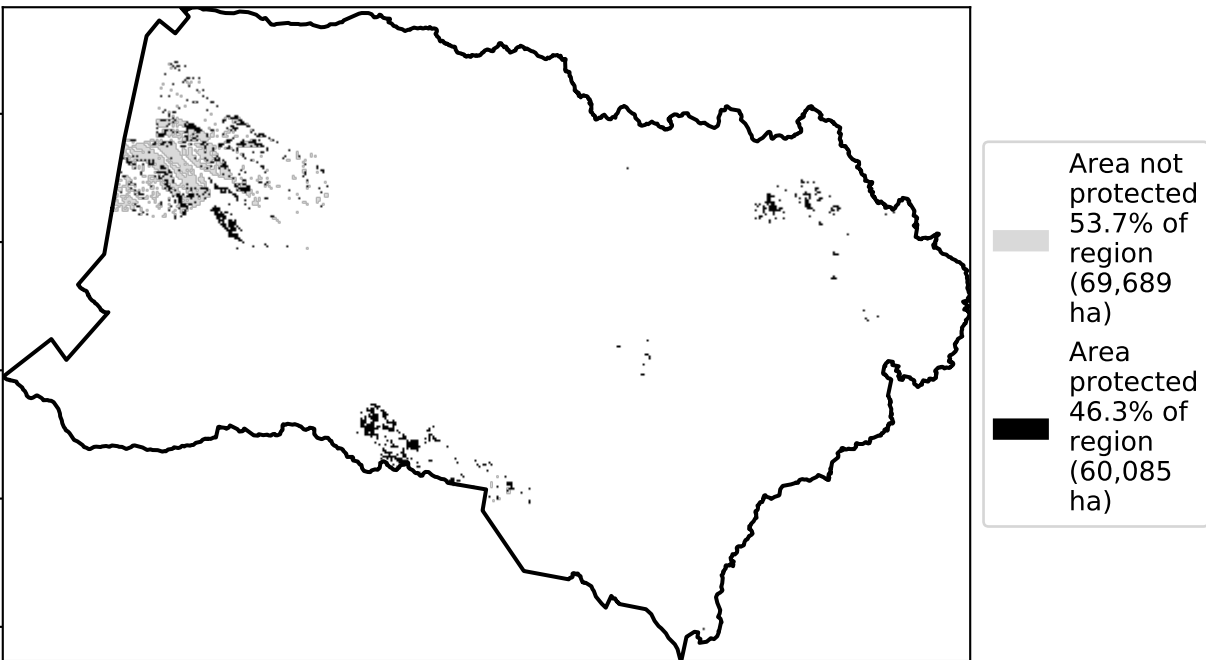 Area not
protected
53.7% of
region
(69,689
ha)
Area
protected
46.3% of
region
(60,085
ha)